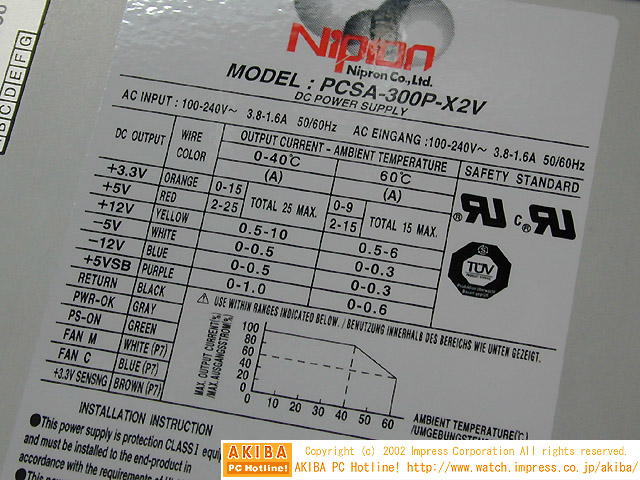 ABCDEFG
Nipron
Nipron Co., Ltd.
MODEL : PCSA-300P-X2V
DC POWER SUPPLY
AC INPUT : 100-240V~ 3.8-1.6A 50/60Hz AC EINGANG : 100-240V~ 3.8-1.6A 50/60Hz
DC OUTPUT WIRE COLOR OUTPUT CURRENT - AMBIENT TEMPERATURE SAFETY STANDARD
0-40℃ (A) 60℃ (A)
+3.3V ORANGE 0-15 TOTAL 25 MAX. 0-9 TOTAL 15 MAX.
+5V RED 2-25 2-15
+12V YELLOW 0.5-10 0.5-6
-5V WHITE 0-0.5 0-0.3
-12V BLUE 0-0.5 0-0.3
+5VSB PURPLE 0-1.0 0-0.6
RETURN BLACK
PWR-OK GRAY
PS-ON GREEN
FAN M WHITE (P7)
FAN C BLUE (P7)
+3.3V SENSNG BROWN (P7)
TÜV
⚠ USE WITHIN RANGES INDICATED BELOW. / BENUTZUNG INNERHALB DES BEREICHS WIE UNTEN GEZEIGT.
MAX. OUTPUT CURRENT(%)
/MAX.AUSGANGSSTROM(%)
100
80
60
40
20
0
10 20 30 40 50 60
AMBIENT TEMPERATURE(℃)
INSTALLATION INSTRUCTION
●This power supply is protection CLASS I
and must be installed to the end-product in
accordance with the requirements of
AKIBA
PC Hotline!
Copyright (c) 2002 Impress Corporation All rights reserved.
AKIBA PC Hotline! http://www.watch.impress.co.jp/akiba/